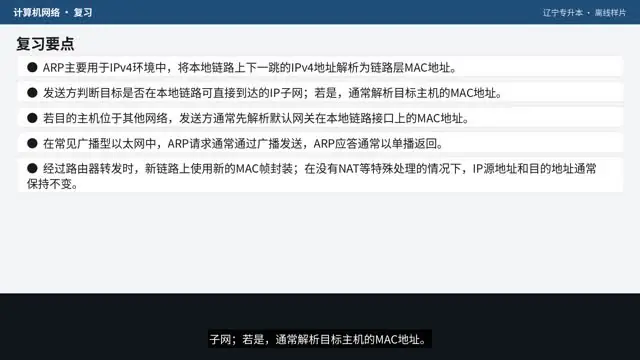 计算机网络 · 复习
辽宁专升本 · 离线样片
复习要点
● ARP主要用于IPv4环境中，将本地链路上下一跳的IPv4地址解析为链路层MAC地址。
● 发送方判断目标是否在本地链路可直接到达的IP子网；若是，通常解析目标主机的MAC地址。
● 若目的主机位于其他网络，发送方通常先解析默认网关在本地链路接口上的MAC地址。
● 在常见广播型以太网中，ARP请求通常通过广播发送，ARP应答通常以单播返回。
● 经过路由器转发时，新链路上使用新的MAC帧封装；在没有NAT等特殊处理的情况下，IP源地址和目的地址通常
保持不变。
子网；若是，通常解析目标主机的MAC地址。